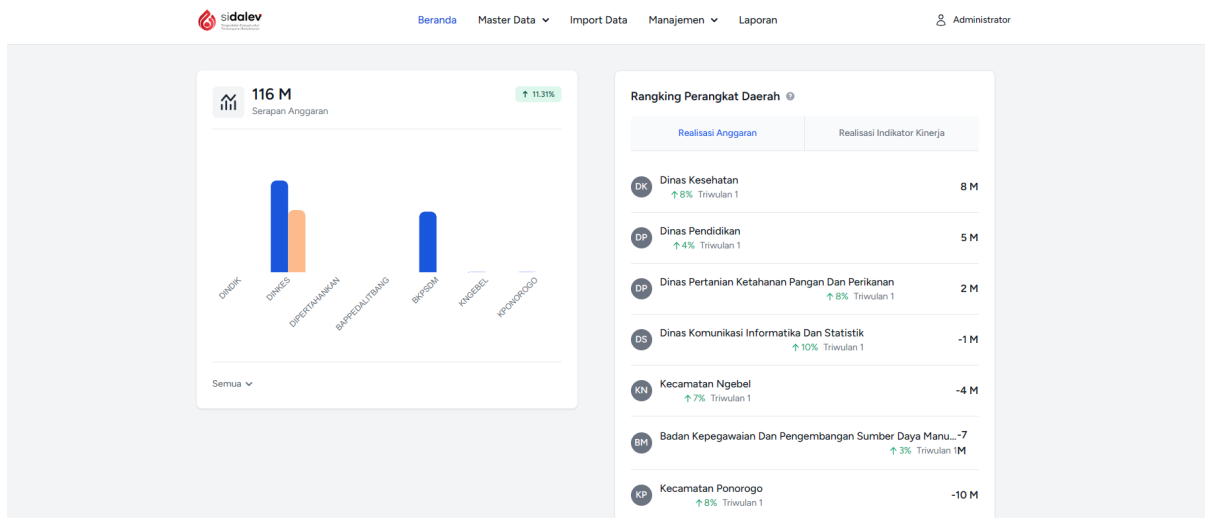 sidalev
Beranda
Master Data
Import Data
Manajemen
Laporan
Administrator
116 M
Serapan Anggaran
↑ 11.31%
DINDIK
DINKES
DIPERTAHANKAN
BAPPEDALITBANG
BKPSDM
KNGEBEL
KPONOROGO
Semua
Rangking Perangkat Daerah
Realisasi Anggaran
Realisasi Indikator Kinerja
DK
Dinas Kesehatan
↑ 8% Triwulan 1
8 M
DP
Dinas Pendidikan
↑ 4% Triwulan 1
5 M
DP
Dinas Pertanian Ketahanan Pangan Dan Perikanan
↑ 8% Triwulan 1
2 M
DS
Dinas Komunikasi Informatika Dan Statistik
↑ 10% Triwulan 1
-1 M
KN
Kecamatan Ngebel
↑ 7% Triwulan 1
-4 M
BM
Badan Kepegawaian Dan Pengembangan Sumber Daya Manu...
↑ 3% Triwulan 1
-7
M
KP
Kecamatan Ponorogo
↑ 8% Triwulan 1
-10 M